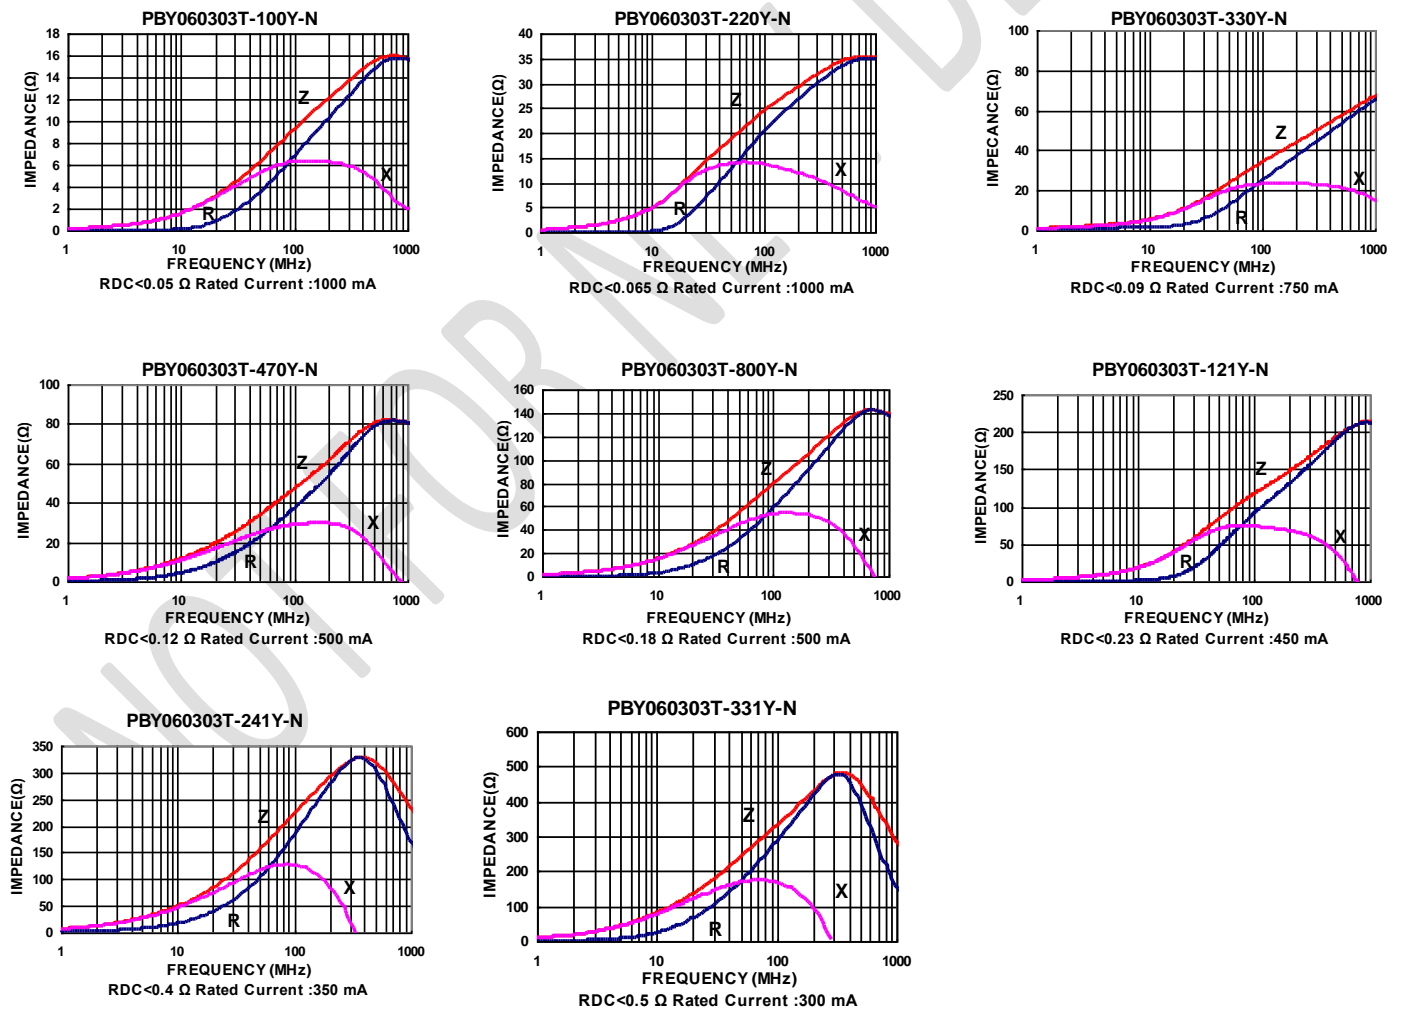 PBY060303T-100Y-N
IMPEDANCE(Ω)
18
16
14
12
10
8
6
4
2
0
Z
R
X
1 10 100 1000
FREQUENCY (MHz)
RDC<0.05 Ω Rated Current :1000 mA
PBY060303T-220Y-N
IMPEDANCE(Ω)
40
35
30
25
20
15
10
5
0
Z
R
X
1 10 100 1000
FREQUENCY (MHz)
RDC<0.065 Ω Rated Current :1000 mA
PBY060303T-330Y-N
IMPECANCE(Ω)
100
80
60
40
20
0
Z
X
R
1 10 100 1000
FREQUENCY (MHz)
RDC<0.09 Ω Rated Current :750 mA
PBY060303T-470Y-N
IMPEDANCE(Ω)
100
80
60
40
20
0
Z
X
R
1 10 100 1000
FREQUENCY (MHz)
RDC<0.12 Ω Rated Current :500 mA
PBY060303T-800Y-N
IMPEDANCE(Ω)
160
140
120
100
80
60
40
20
0
Z
X
R
1 10 100 1000
FREQUENCY (MHz)
RDC<0.18 Ω Rated Current :500 mA
PBY060303T-121Y-N
IMPEDANCE(Ω)
250
200
150
100
50
0
Z
X
R
1 10 100 1000
FREQUENCY (MHz)
RDC<0.23 Ω Rated Current :450 mA
PBY060303T-241Y-N
IMPEDANCE(Ω)
350
300
250
200
150
100
50
0
Z
X
R
1 10 100 1000
FREQUENCY (MHz)
RDC<0.4 Ω Rated Current :350 mA
PBY060303T-331Y-N
IMPEDANCE(Ω)
600
500
400
300
200
100
0
Z
X
R
1 10 100 1000
FREQUENCY (MHz)
RDC<0.5 Ω Rated Current :300 mA
NOT FOR